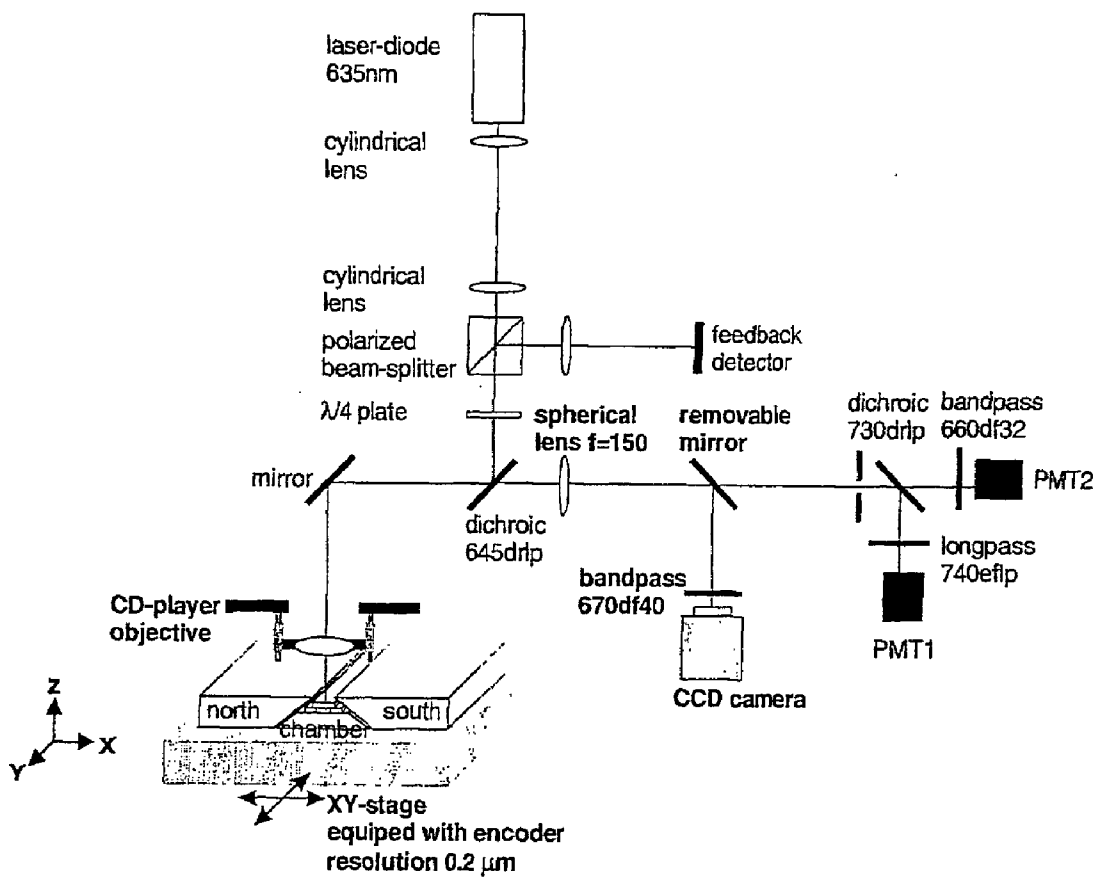 laser-diode
635nm
cylindrical
lens
cylindrical
lens
polarized
beam-splitter
feedback
detector
λ/4 plate
spherical
lens f=150
removable
mirror
dichroic
730drlp
bandpass
660df32
mirror
PMT2
dichroic
645drlp
longpass
740eflp
bandpass
670df40
PMT1
CD-player
objective
CCD camera
north
south
chamber
Z
X
Y
XY-stage
equiped with encoder
resolution 0.2 µm